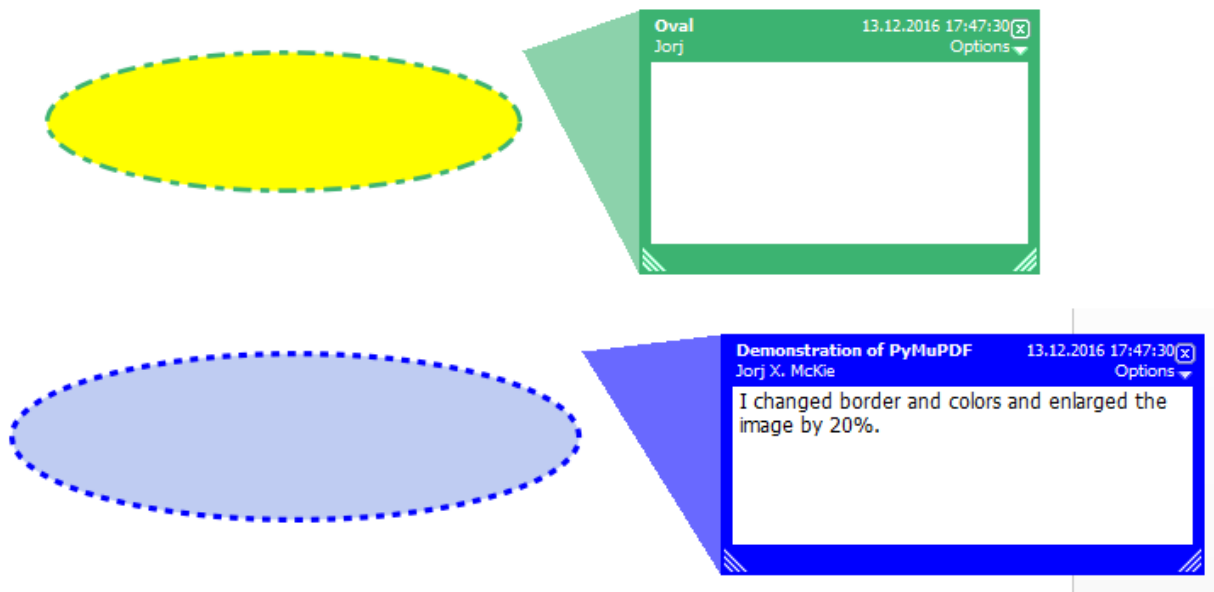 Oval 13.12.2016 17:47:30
Jorj Options
Demonstration of PyMuPDF 13.12.2016 17:47:30
Jorj X. McKie Options
I changed border and colors and enlarged the
image by 20%.